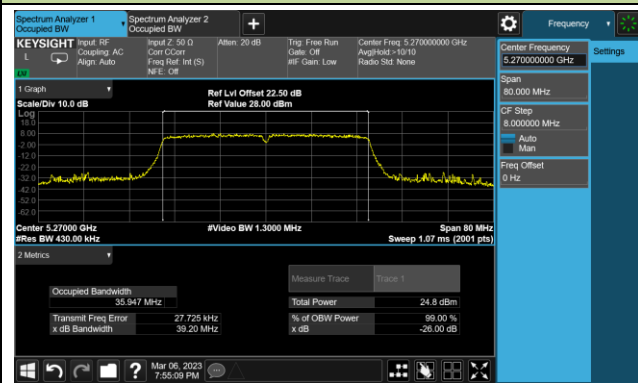 Spectrum Analyzer 1
Occupied BW
Spectrum Analyzer 2
Occupied BW
+
Frequency
KEYSIGHT
L
Input: RF
Coupling: AC
Align: Auto
Input Z: 50 Ω
Corr CCorr
Freq Ref: Int (S)
NFE: Off
Atten: 20 dB
Trig: Free Run
Gate: Off
#IF Gain: Low
Center Freq: 5.270000000 GHz
Avg|Hold:>10/10
Radio Std: None
Center Frequency
5.270000000 GHz
Settings
Span
80.000 MHz
CF Step
8.000000 MHz
Auto
Man
Freq Offset
0 Hz
1 Graph
Scale/Div 10.0 dB
Ref Lvl Offset 22.50 dB
Ref Value 28.00 dBm
Log
18.0
8.00
-2.00
-12.0
-22.0
-32.0
-42.0
-52.0
-62.0
Center 5.27000 GHz
#Video BW 1.3000 MHz
Span 80 MHz
#Res BW 430.00 kHz
Sweep 1.07 ms (2001 pts)
2 Metrics
Measure Trace
Trace 1
Occupied Bandwidth
35.947 MHz
Total Power
24.8 dBm
Transmit Freq Error
27.725 kHz
% of OBW Power
99.00 %
x dB Bandwidth
39.20 MHz
x dB
-26.00 dB
?
Mar 06, 2023
7:55:09 PM